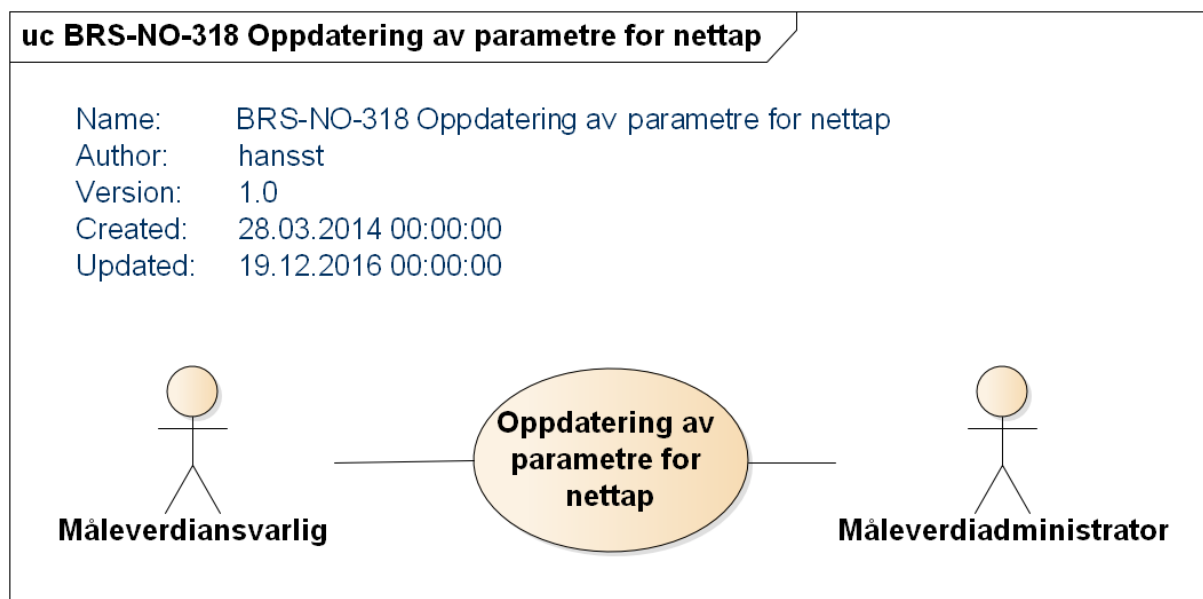 uc BRS-NO-318 Oppdatering av parametre for nettap
Name: BRS-NO-318 Oppdatering av parametre for nettap
Author: hansst
Version: 1.0
Created: 28.03.2014 00:00:00
Updated: 19.12.2016 00:00:00
Oppdatering av
parametre for
nettap
Måleverdiansvarlig
Måleverdiadministrator